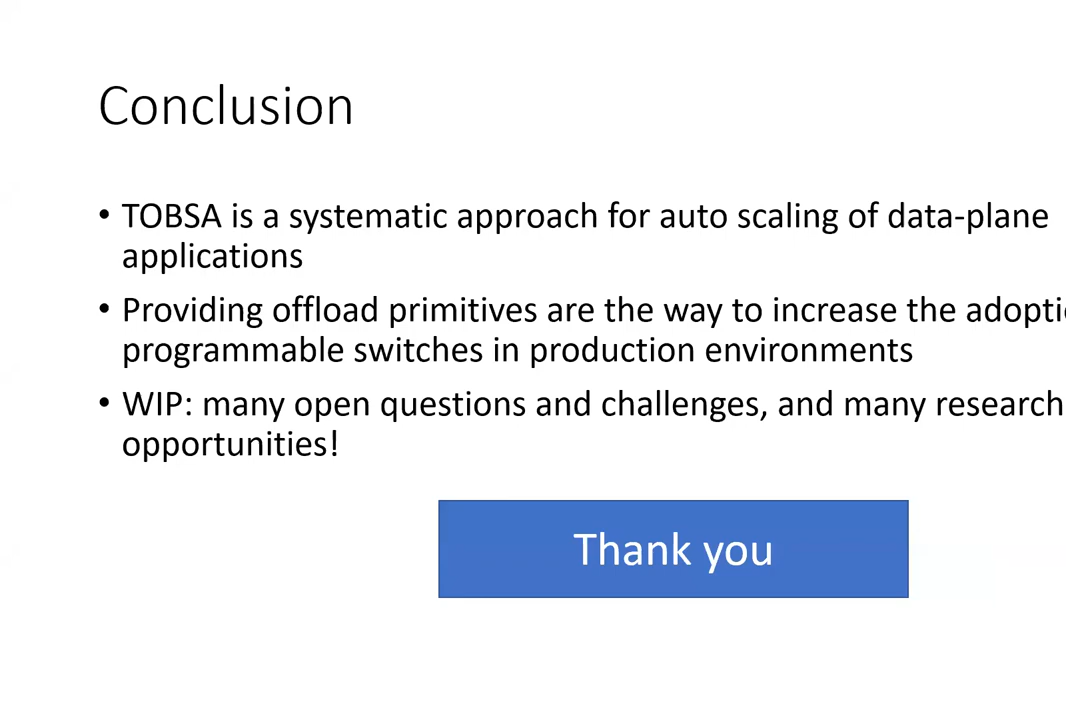 Conclusion
• TOBSA is a systematic approach for auto scaling of data-plane
applications
• Providing offload primitives are the way to increase the
programmable switches in production environments
• WIP: many open questions and challenges, and many research
opportunities!
Thank you